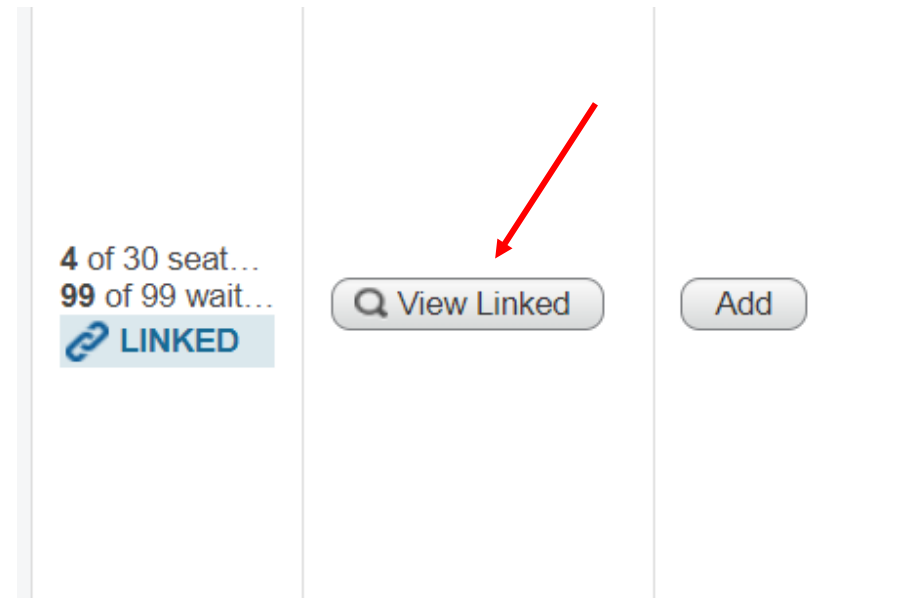 4 of 30 seat…
99 of 99 wait…
LINKED
View Linked
Add